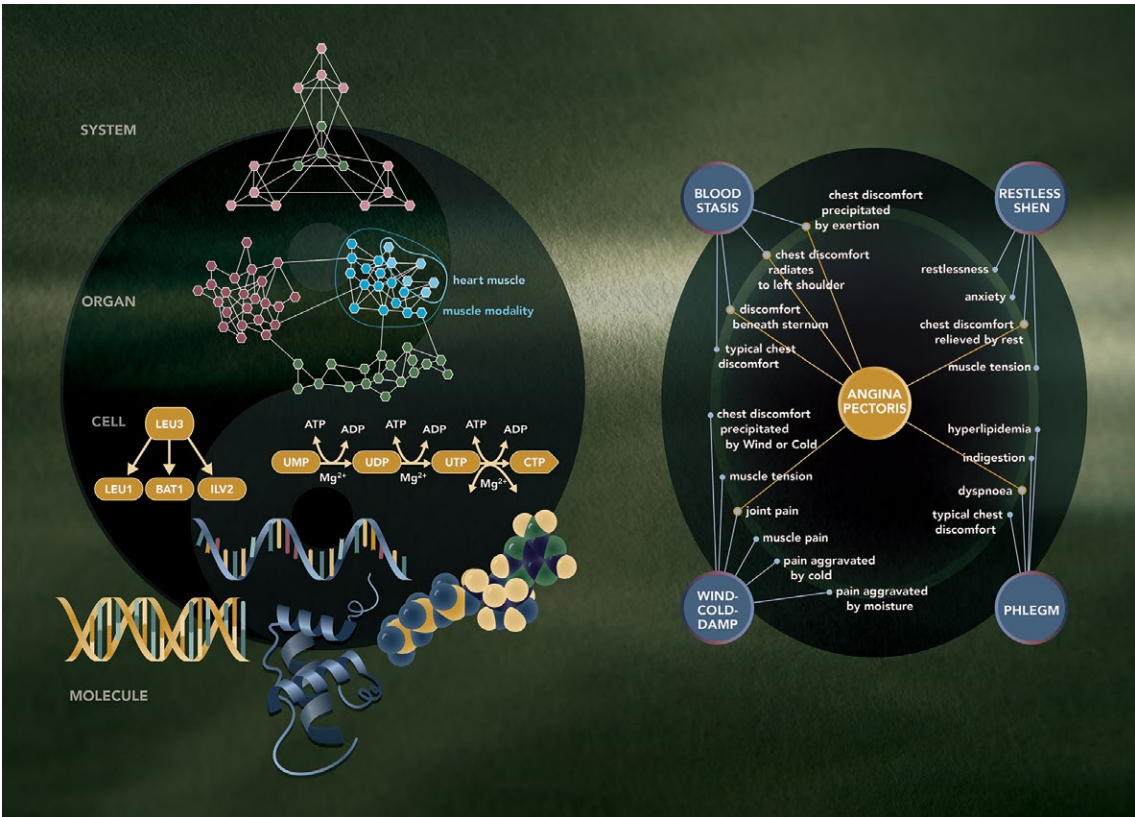 SYSTEM
ORGAN
heart muscle
muscle modality
CELL
LEU3
LEU1
BAT1
ILV2
ATP
ADP
ATP
ADP
ATP
ADP
UMP
UDP
UTP
CTP
Mg2+
Mg2+
Mg2+
MOLECULE
BLOOD
STASIS
chest discomfort
precipitated
by exertion
chest discomfort
radiates
to left shoulder
discomfort
beneath sternum
typical chest
discomfort
RESTLESS
SHEN
restlessness
anxiety
chest discomfort
relieved by rest
muscle tension
ANGINA
PECTORIS
chest discomfort
precipitated
by Wind or Cold
muscle tension
joint pain
muscle pain
pain aggravated
by cold
pain aggravated
by moisture
WIND-
COLD-
DAMP
hyperlipidemia
indigestion
dyspnoea
typical chest
discomfort
PHLEGM